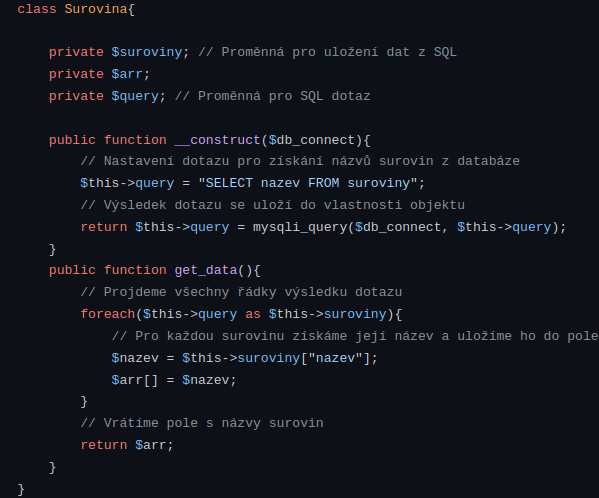 class Surovina{
private $suroviny; // Proměnná pro uložení dat z SQL
private $arr;
private $query; // Proměnná pro SQL dotaz
public function __construct($db_connect){
// Nastavení dotazu pro získání názvů surovin z databáze
$this->query = "SELECT nazev FROM suroviny";
// Výsledek dotazu se uloží do vlastnosti objektu
return $this->query = mysqli_query($db_connect, $this->query);
}
public function get_data(){
// Projdeme všechny řádky výsledku dotazu
foreach($this->query as $this->suroviny){
// Pro každou surovinu získáme její název a uložíme ho do pole
$nazev = $this->suroviny["nazev"];
$arr[] = $nazev;
}
// Vrátíme pole s názvy surovin
return $arr;
}
}